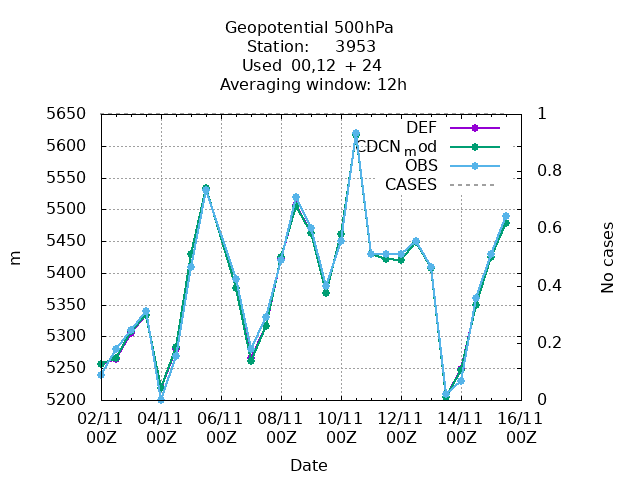 Geopotential 500hPa
Station: 3953
Used 00,12 + 24
Averaging window: 12h
5650
5600
5550
5500
5450
5400
5350
5300
5250
5200
m
1
0.8
0.6
0.4
0.2
0
No cases
DEF
CDCN_mod
OBS
CASES
02/11 04/11 06/11 08/11 10/11 12/11 14/11 16/11
00Z 00Z 00Z 00Z 00Z 00Z 00Z 00Z
Date